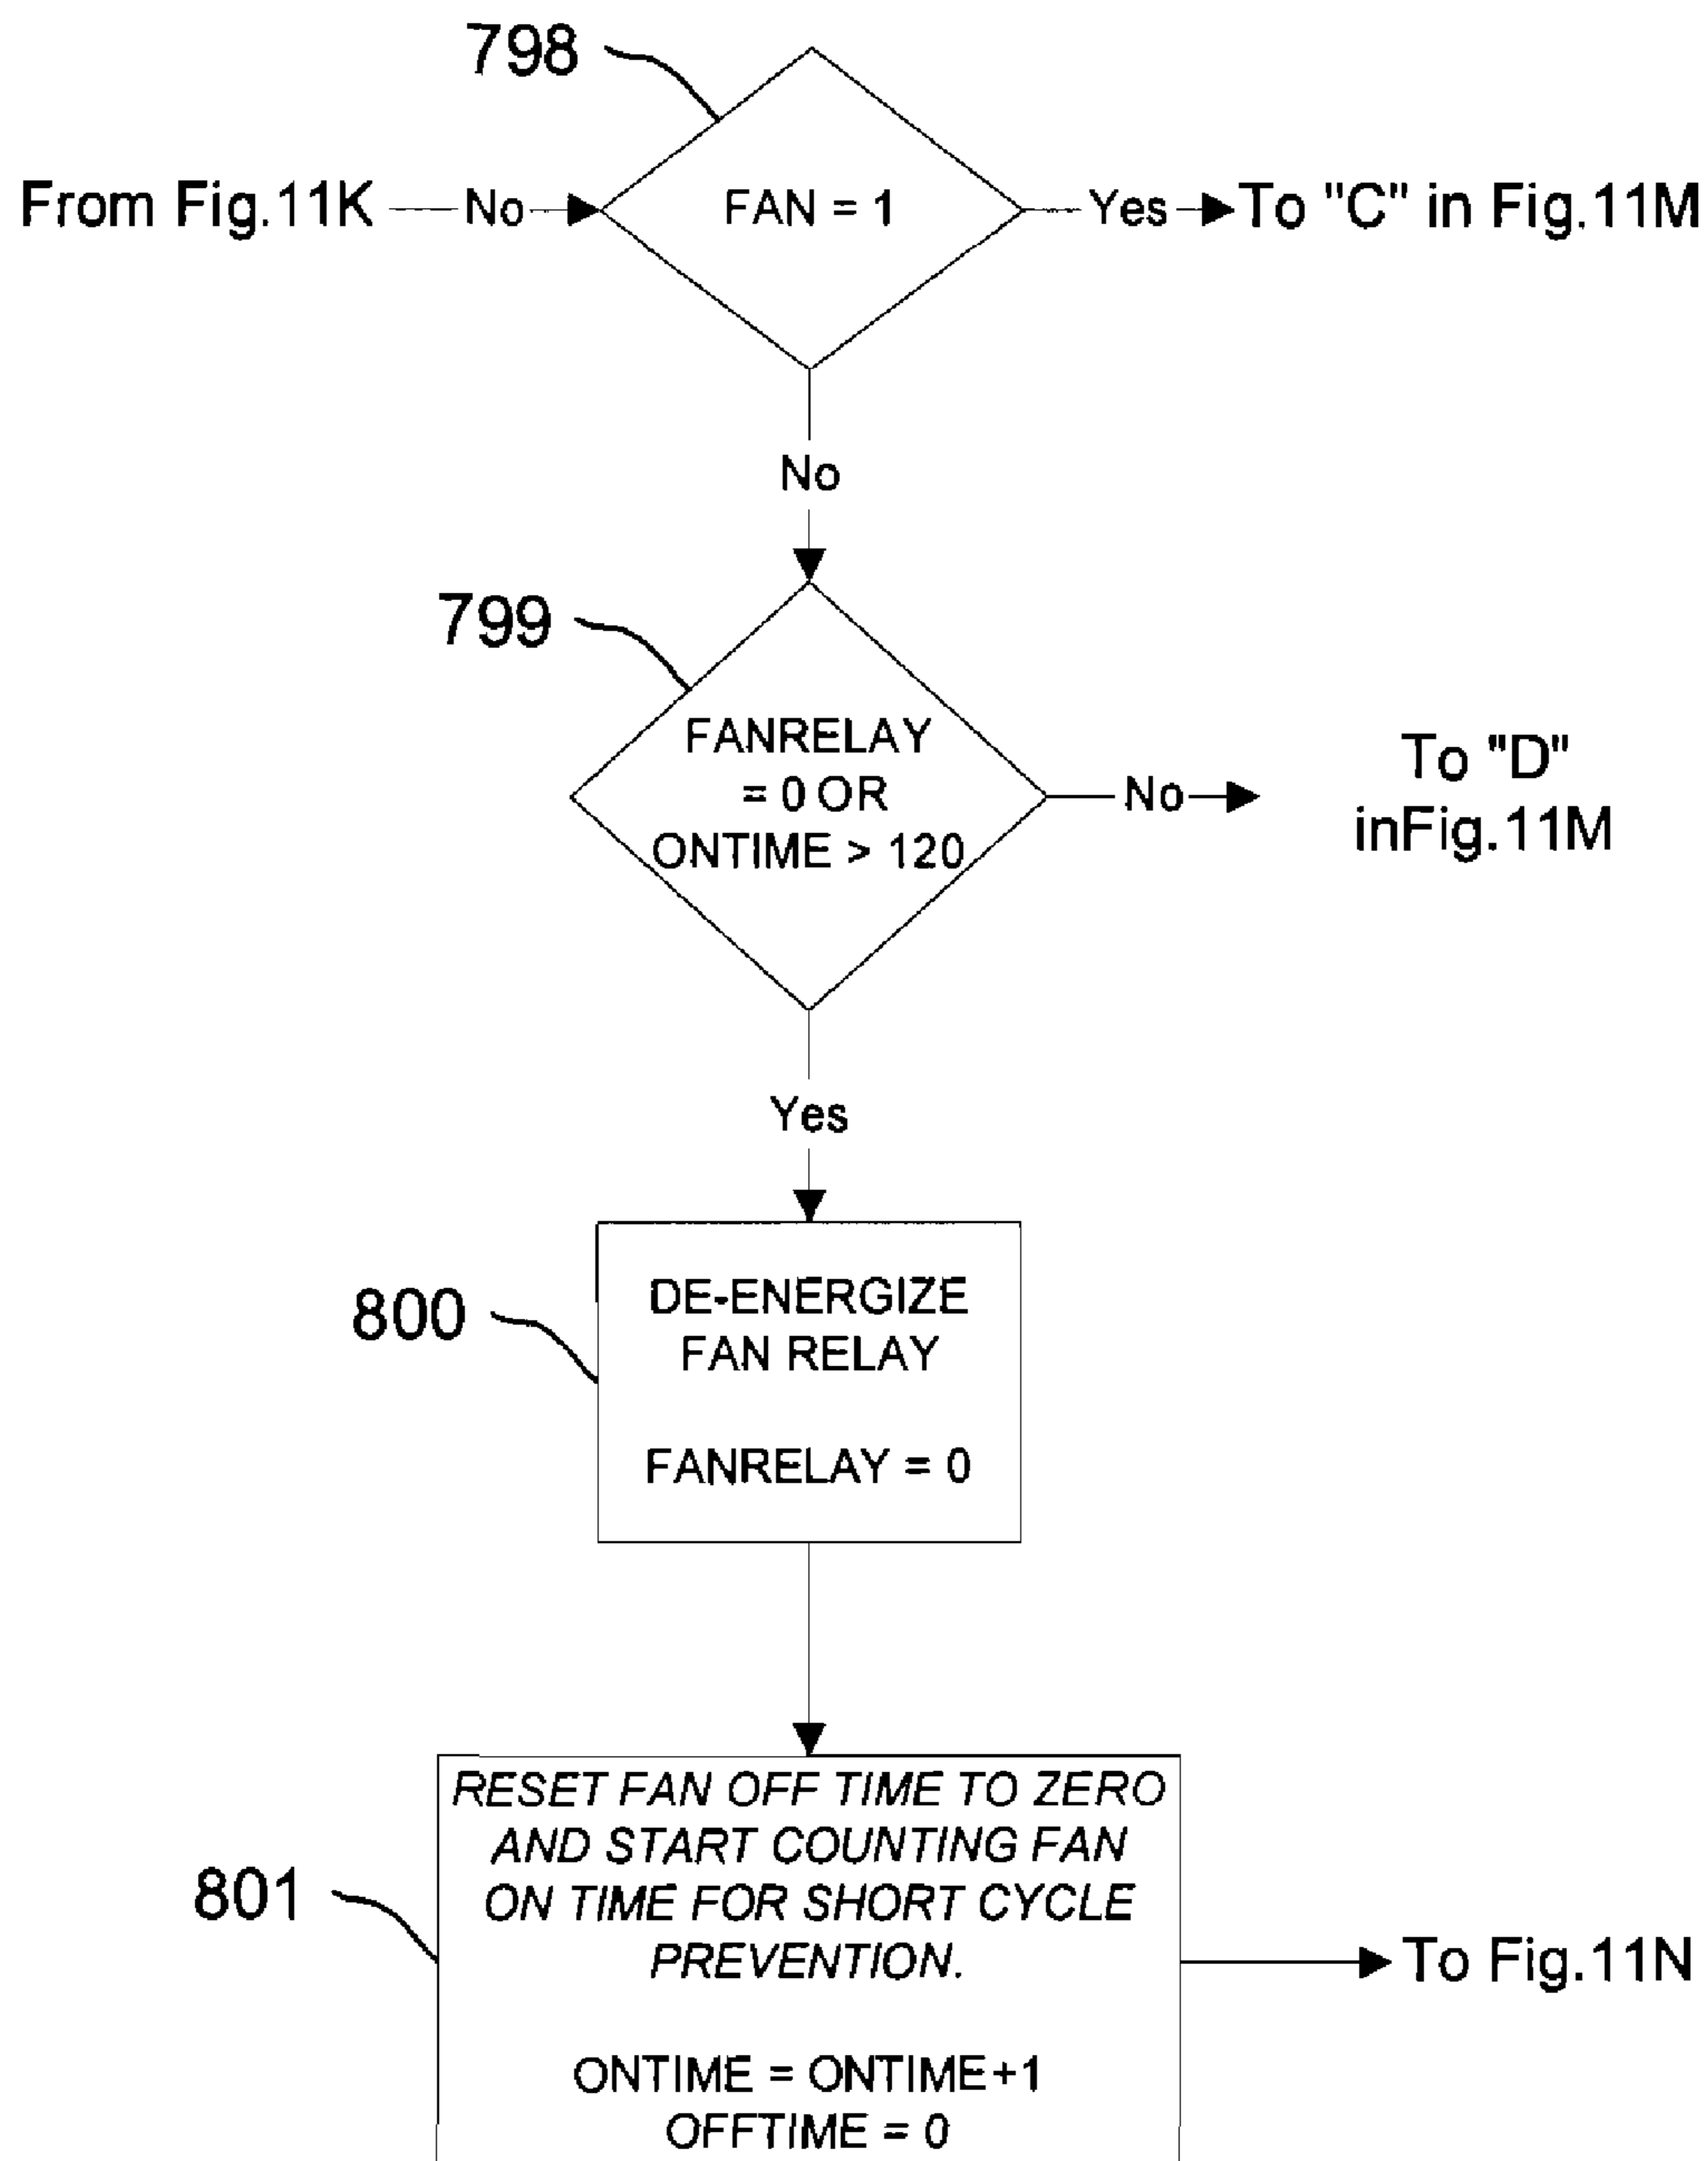 798
From Fig.11K No FAN = 1 Yes To "C" in Fig.11M
No
799
FANRELAY
= 0 OR
ONTIME > 120
No
To "D"
inFig.11M
Yes
800
DE-ENERGIZE
FAN RELAY
FANRELAY = 0
801
RESET FAN OFF TIME TO ZERO
AND START COUNTING FAN
ON TIME FOR SHORT CYCLE
PREVENTION.
ONTIME = ONTIME+1
OFFTIME = 0
To Fig.11N